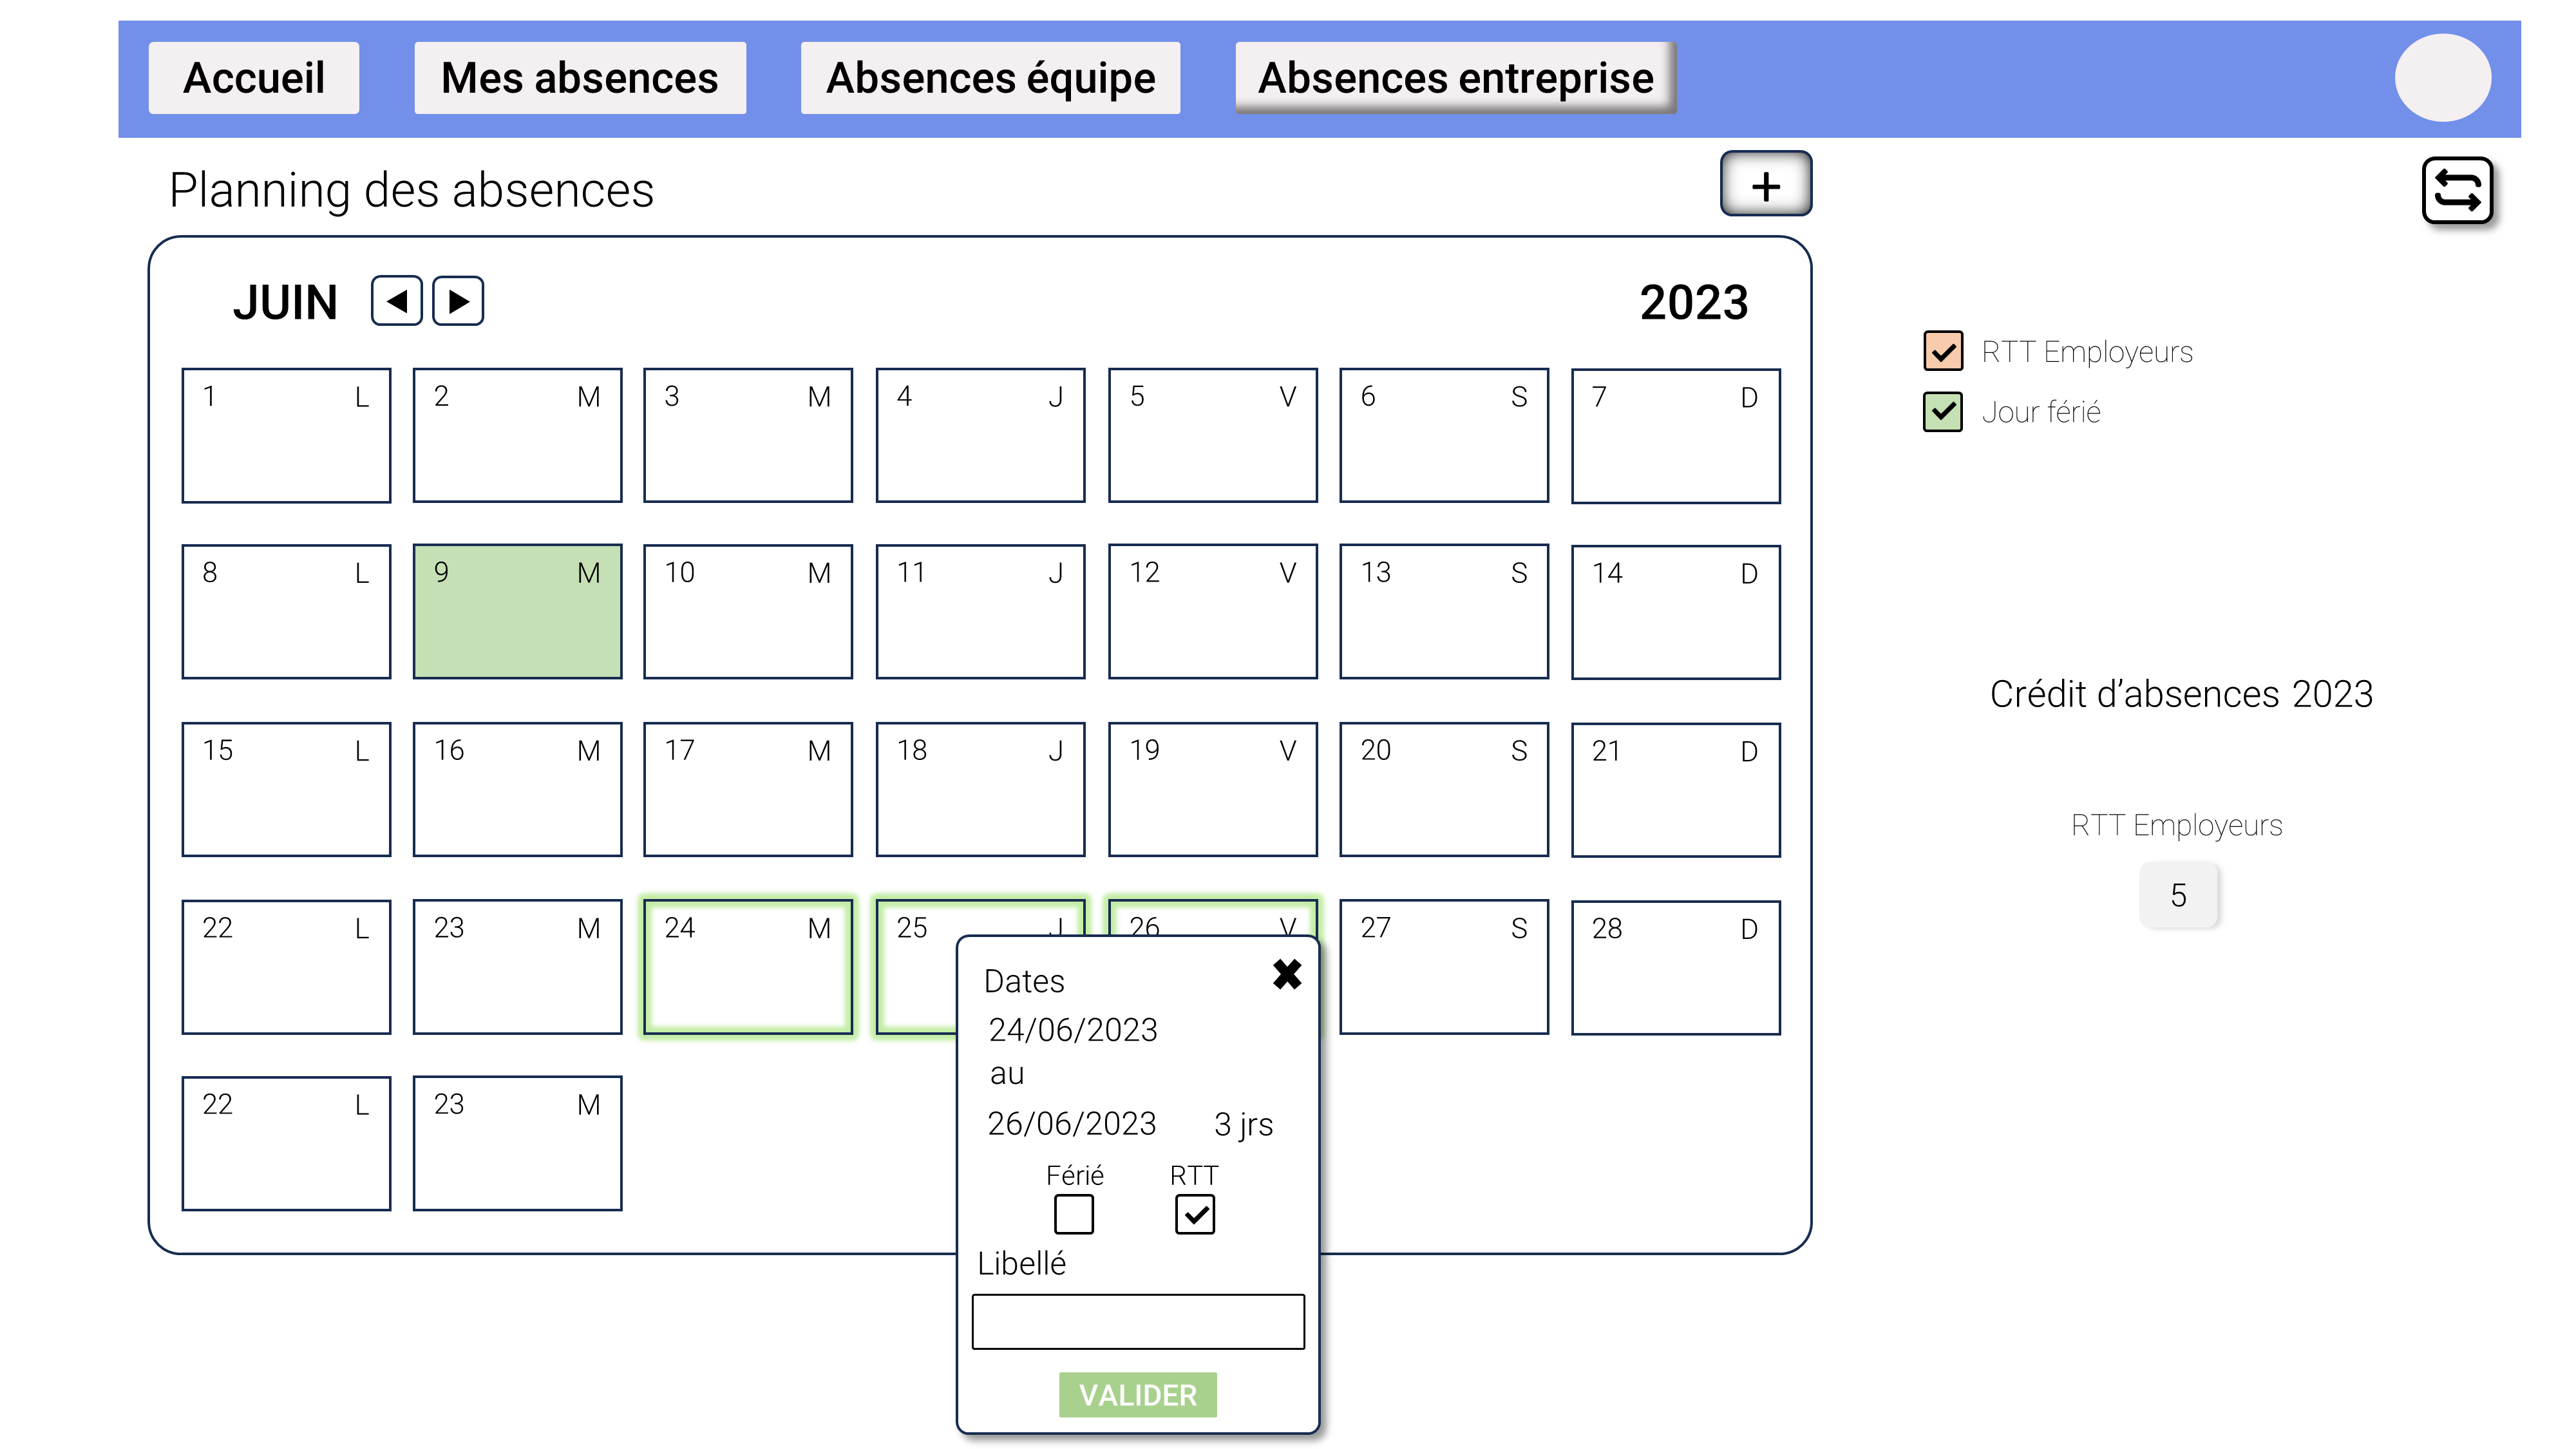 Accueil Mes absences Absences équipe Absences entreprise
Planning des absences +
JUIN 2023
RTT Employeurs
Jour férié
1 L 2 M 3 M 4 J 5 V 6 S 7 D
8 L 9 M 10 M 11 J 12 V 13 S 14 D
15 L 16 M 17 M 18 J 19 V 20 S 21 D
22 L 23 M 24 M 25 J 26 V 27 S 28 D
22 L 23 M
Dates
24/06/2023
au
26/06/2023 3 jrs
Férié RTT
Libellé
VALIDER
Crédit d’absences 2023
RTT Employeurs
5